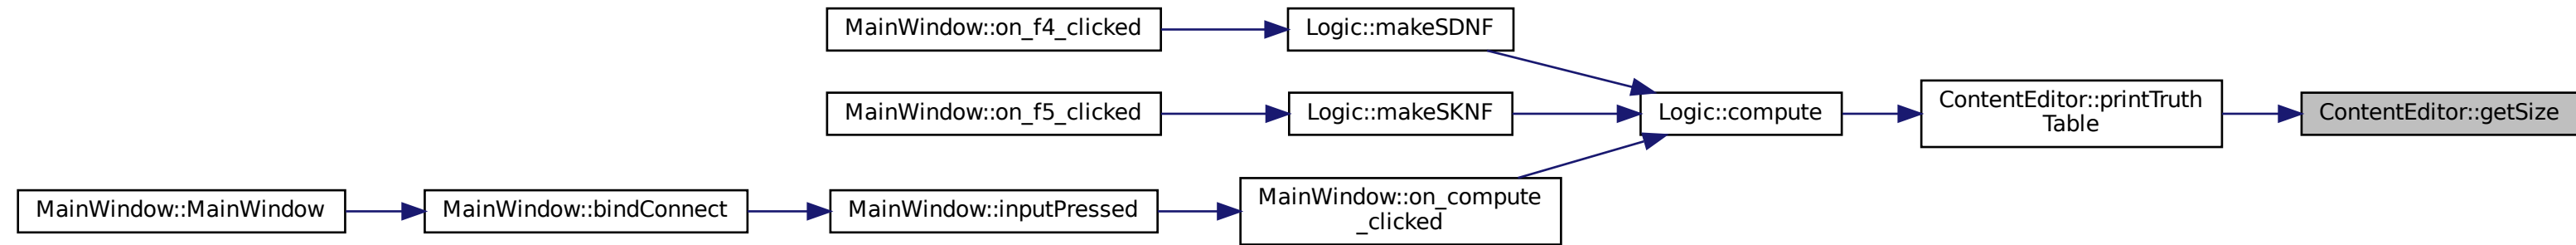 MainWindow::on_f4_clicked
Logic::makeSDNF
MainWindow::on_f5_clicked
Logic::makeSKNF
Logic::compute
ContentEditor::printTruth
Table
ContentEditor::getSize
MainWindow::MainWindow
MainWindow::bindConnect
MainWindow::inputPressed
MainWindow::on_compute
_clicked